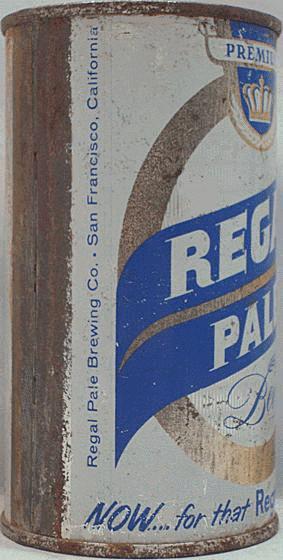 PREMIU
REGA
PAL
Be
NOW... for that Reg
Regal Pale Brewing Co. • San Francisco, California